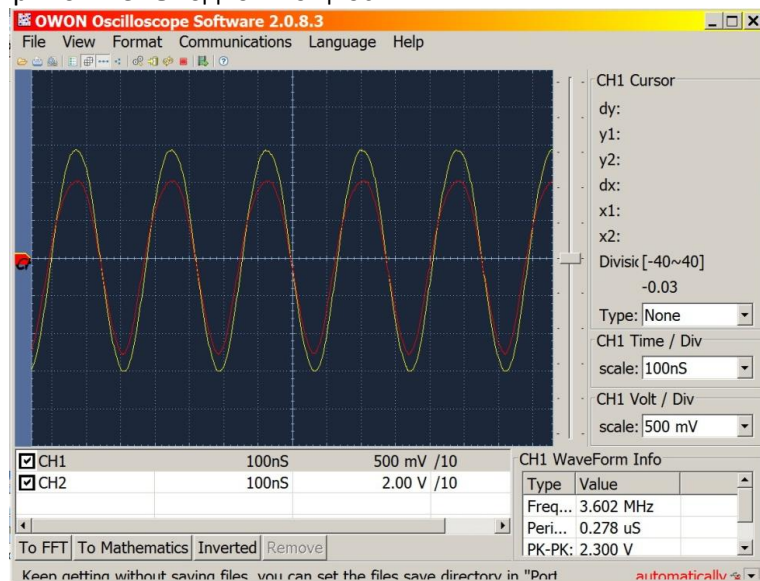 OWON Oscilloscope Software 2.0.8.3
File View Format Communications Language Help
CH1 Cursor
dy:
y1:
y2:
dx:
x1:
x2:
Divisic [-40~40]
-0.03
Type: None
CH1 Time / Div
scale: 100nS
CH1 Volt / Div
scale: 500 mV
CH1 100nS 500 mV /10
CH2 100nS 2.00 V /10
CH1 WaveForm Info
Type Value
Freq... 3.602 MHz
Peri... 0.278 uS
PK-PK: 2.300 V
To FFT To Mathematics Inverted Remove
Keep getting without saving files, you can set the files save directory in "Port automatically